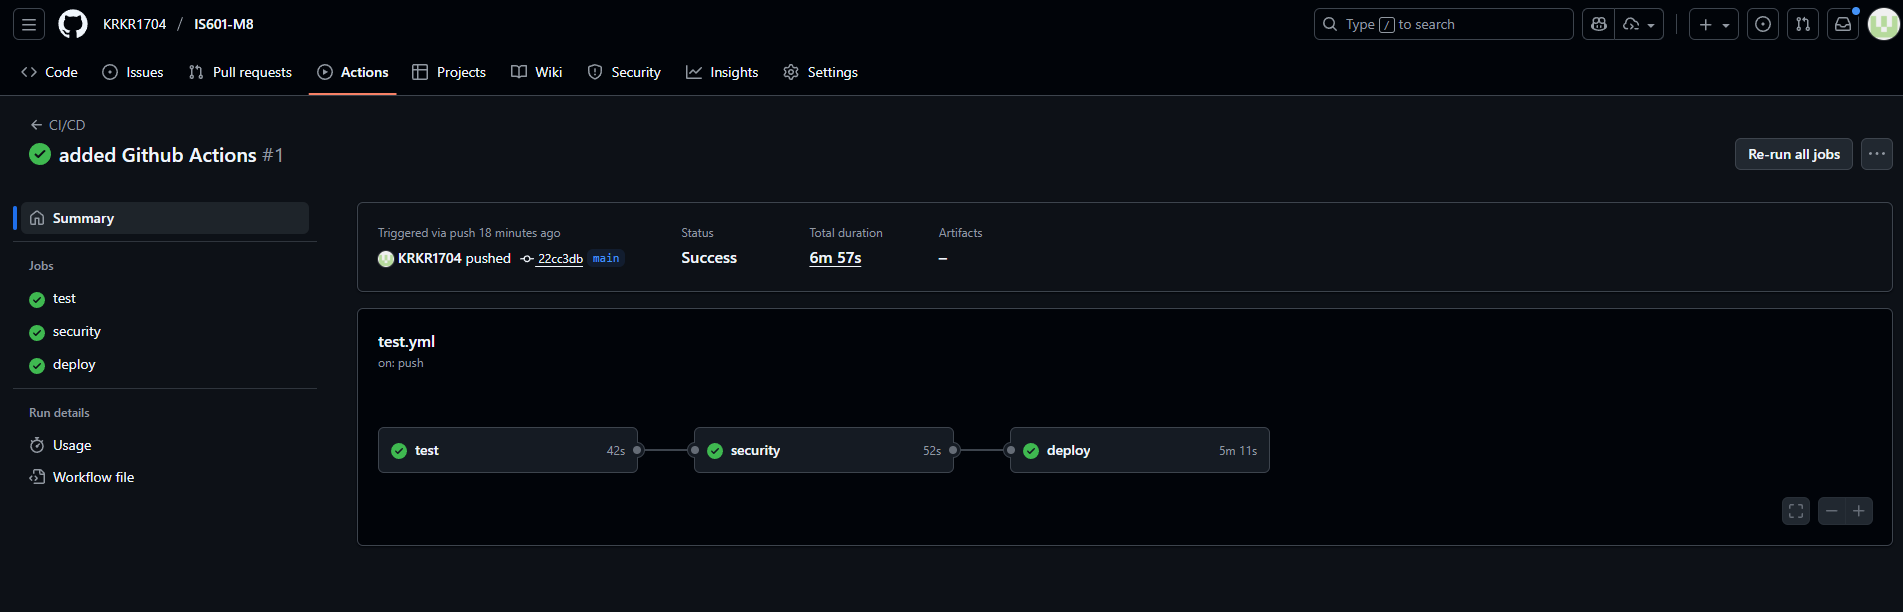 KRKR1704 / IS601-M8
Type / to search
Code Issues Pull requests Actions Projects Wiki Security Insights Settings
CI/CD
added Github Actions #1
Re-run all jobs
Summary
Jobs
test
security
deploy
Run details
Usage
Workflow file
Triggered via push 18 minutes ago
KRKR1704 pushed 22cc3db main
Status
Success
Total duration
6m 57s
Artifacts
–
test.yml
on: push
test 42s
security 52s
deploy 5m 11s